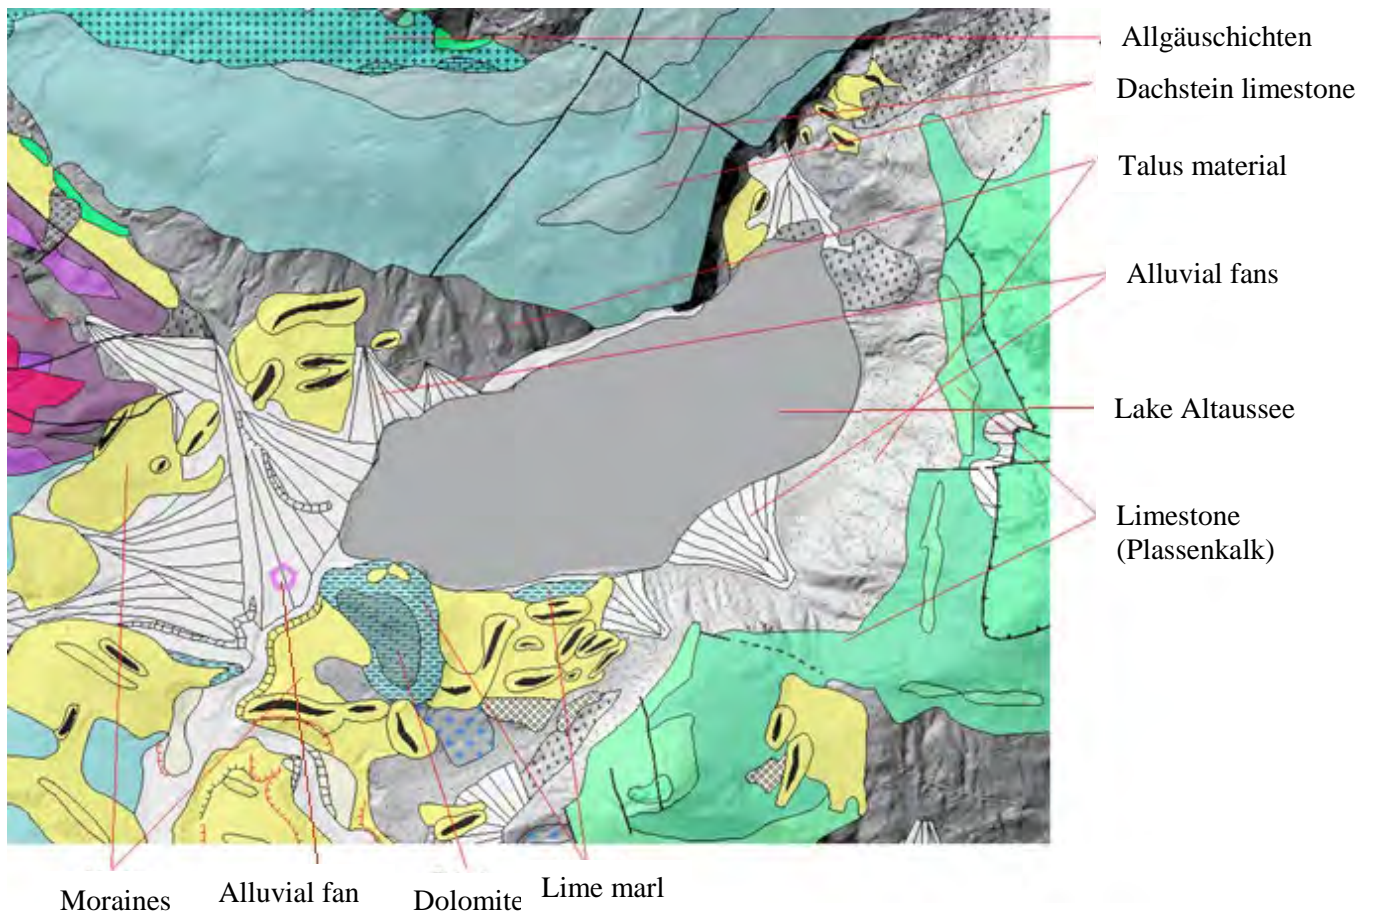 Allgäuschichten
Dachstein limestone
Talus material
Alluvial fans
Lake Altaussee
Limestone
(Plassenkalk)
Moraines
Alluvial fan
Dolomite
Lime marl